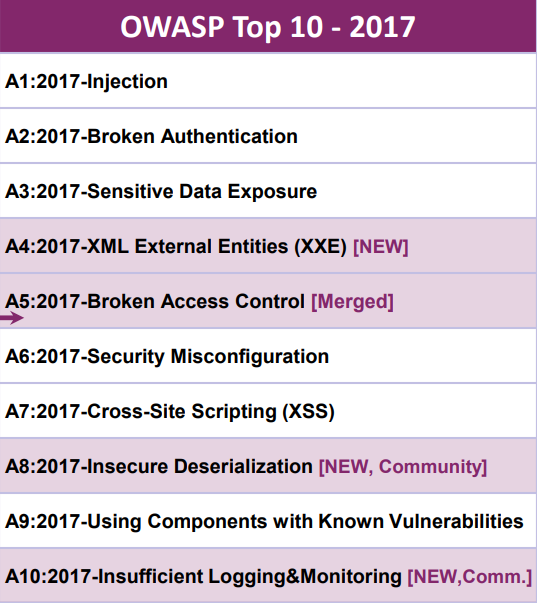 OWASP Top 10 - 2017
A1:2017-Injection
A2:2017-Broken Authentication
A3:2017-Sensitive Data Exposure
A4:2017-XML External Entities (XXE) [NEW]
A5:2017-Broken Access Control [Merged]
A6:2017-Security Misconfiguration
A7:2017-Cross-Site Scripting (XSS)
A8:2017-Insecure Deserialization [NEW, Community]
A9:2017-Using Components with Known Vulnerabilities
A10:2017-Insufficient Logging&Monitoring [NEW,Comm.]